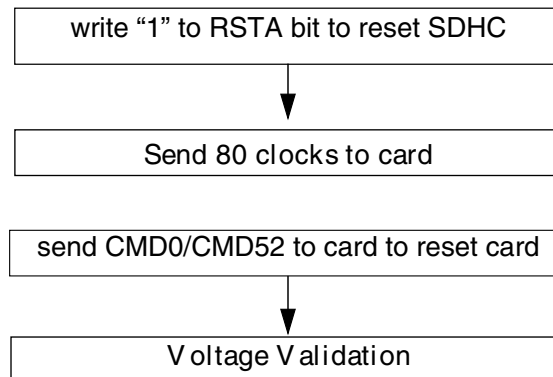 write “1” to RSTA bit to reset SDHC
Send 80 clocks to card
send CMD0/CMD52 to card to reset card
Voltage Validation